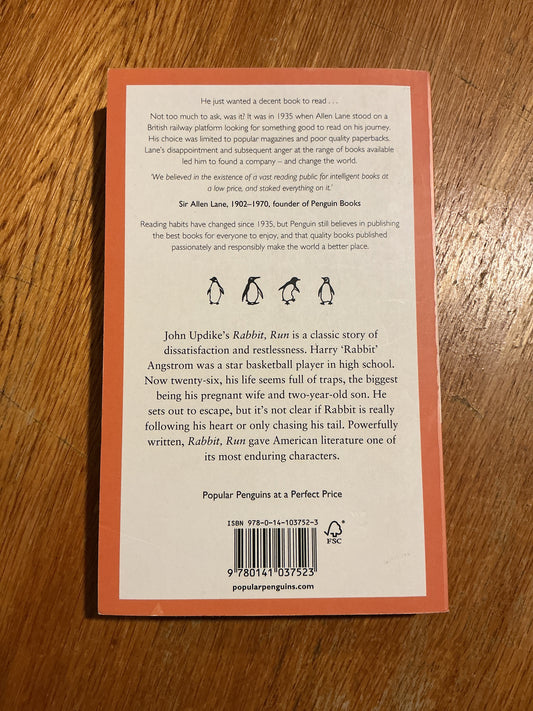 He just wanted a decent book to read . . .
Not too much to ask, was it? It was in 1935 when Allen Lane stood on a
British railway platform looking for something good to read on his journey.
His choice was limited to popular magazines and poor quality paperbacks.
Lane's disappointment and subsequent anger at the range of books available
led him to found a company – and change the world.
'We believed in the existence of a vast reading public for intelligent books at
a low price, and staked everything on it.'
Sir Allen Lane, 1902–1970, founder of Penguin Books
Reading habits have changed since 1935, but Penguin still believes in publishing
the best books for everyone to enjoy, and that quality books published
passionately and responsibly make the world a better place.
John Updike's Rabbit, Run is a classic story of
dissatisfaction and restlessness. Harry 'Rabbit'
Angstrom was a star basketball player in high school.
Now twenty-six, his life seems full of traps, the biggest
being his pregnant wife and two-year-old son. He
sets out to escape, but it's not clear if Rabbit is really
following his heart or only chasing his tail. Powerfully
written, Rabbit, Run gave American literature one of
its most enduring characters.
Popular Penguins at a Perfect Price
ISBN 978-0-14-103752-3
FSC
9 780141 037523
popularpenguins.com